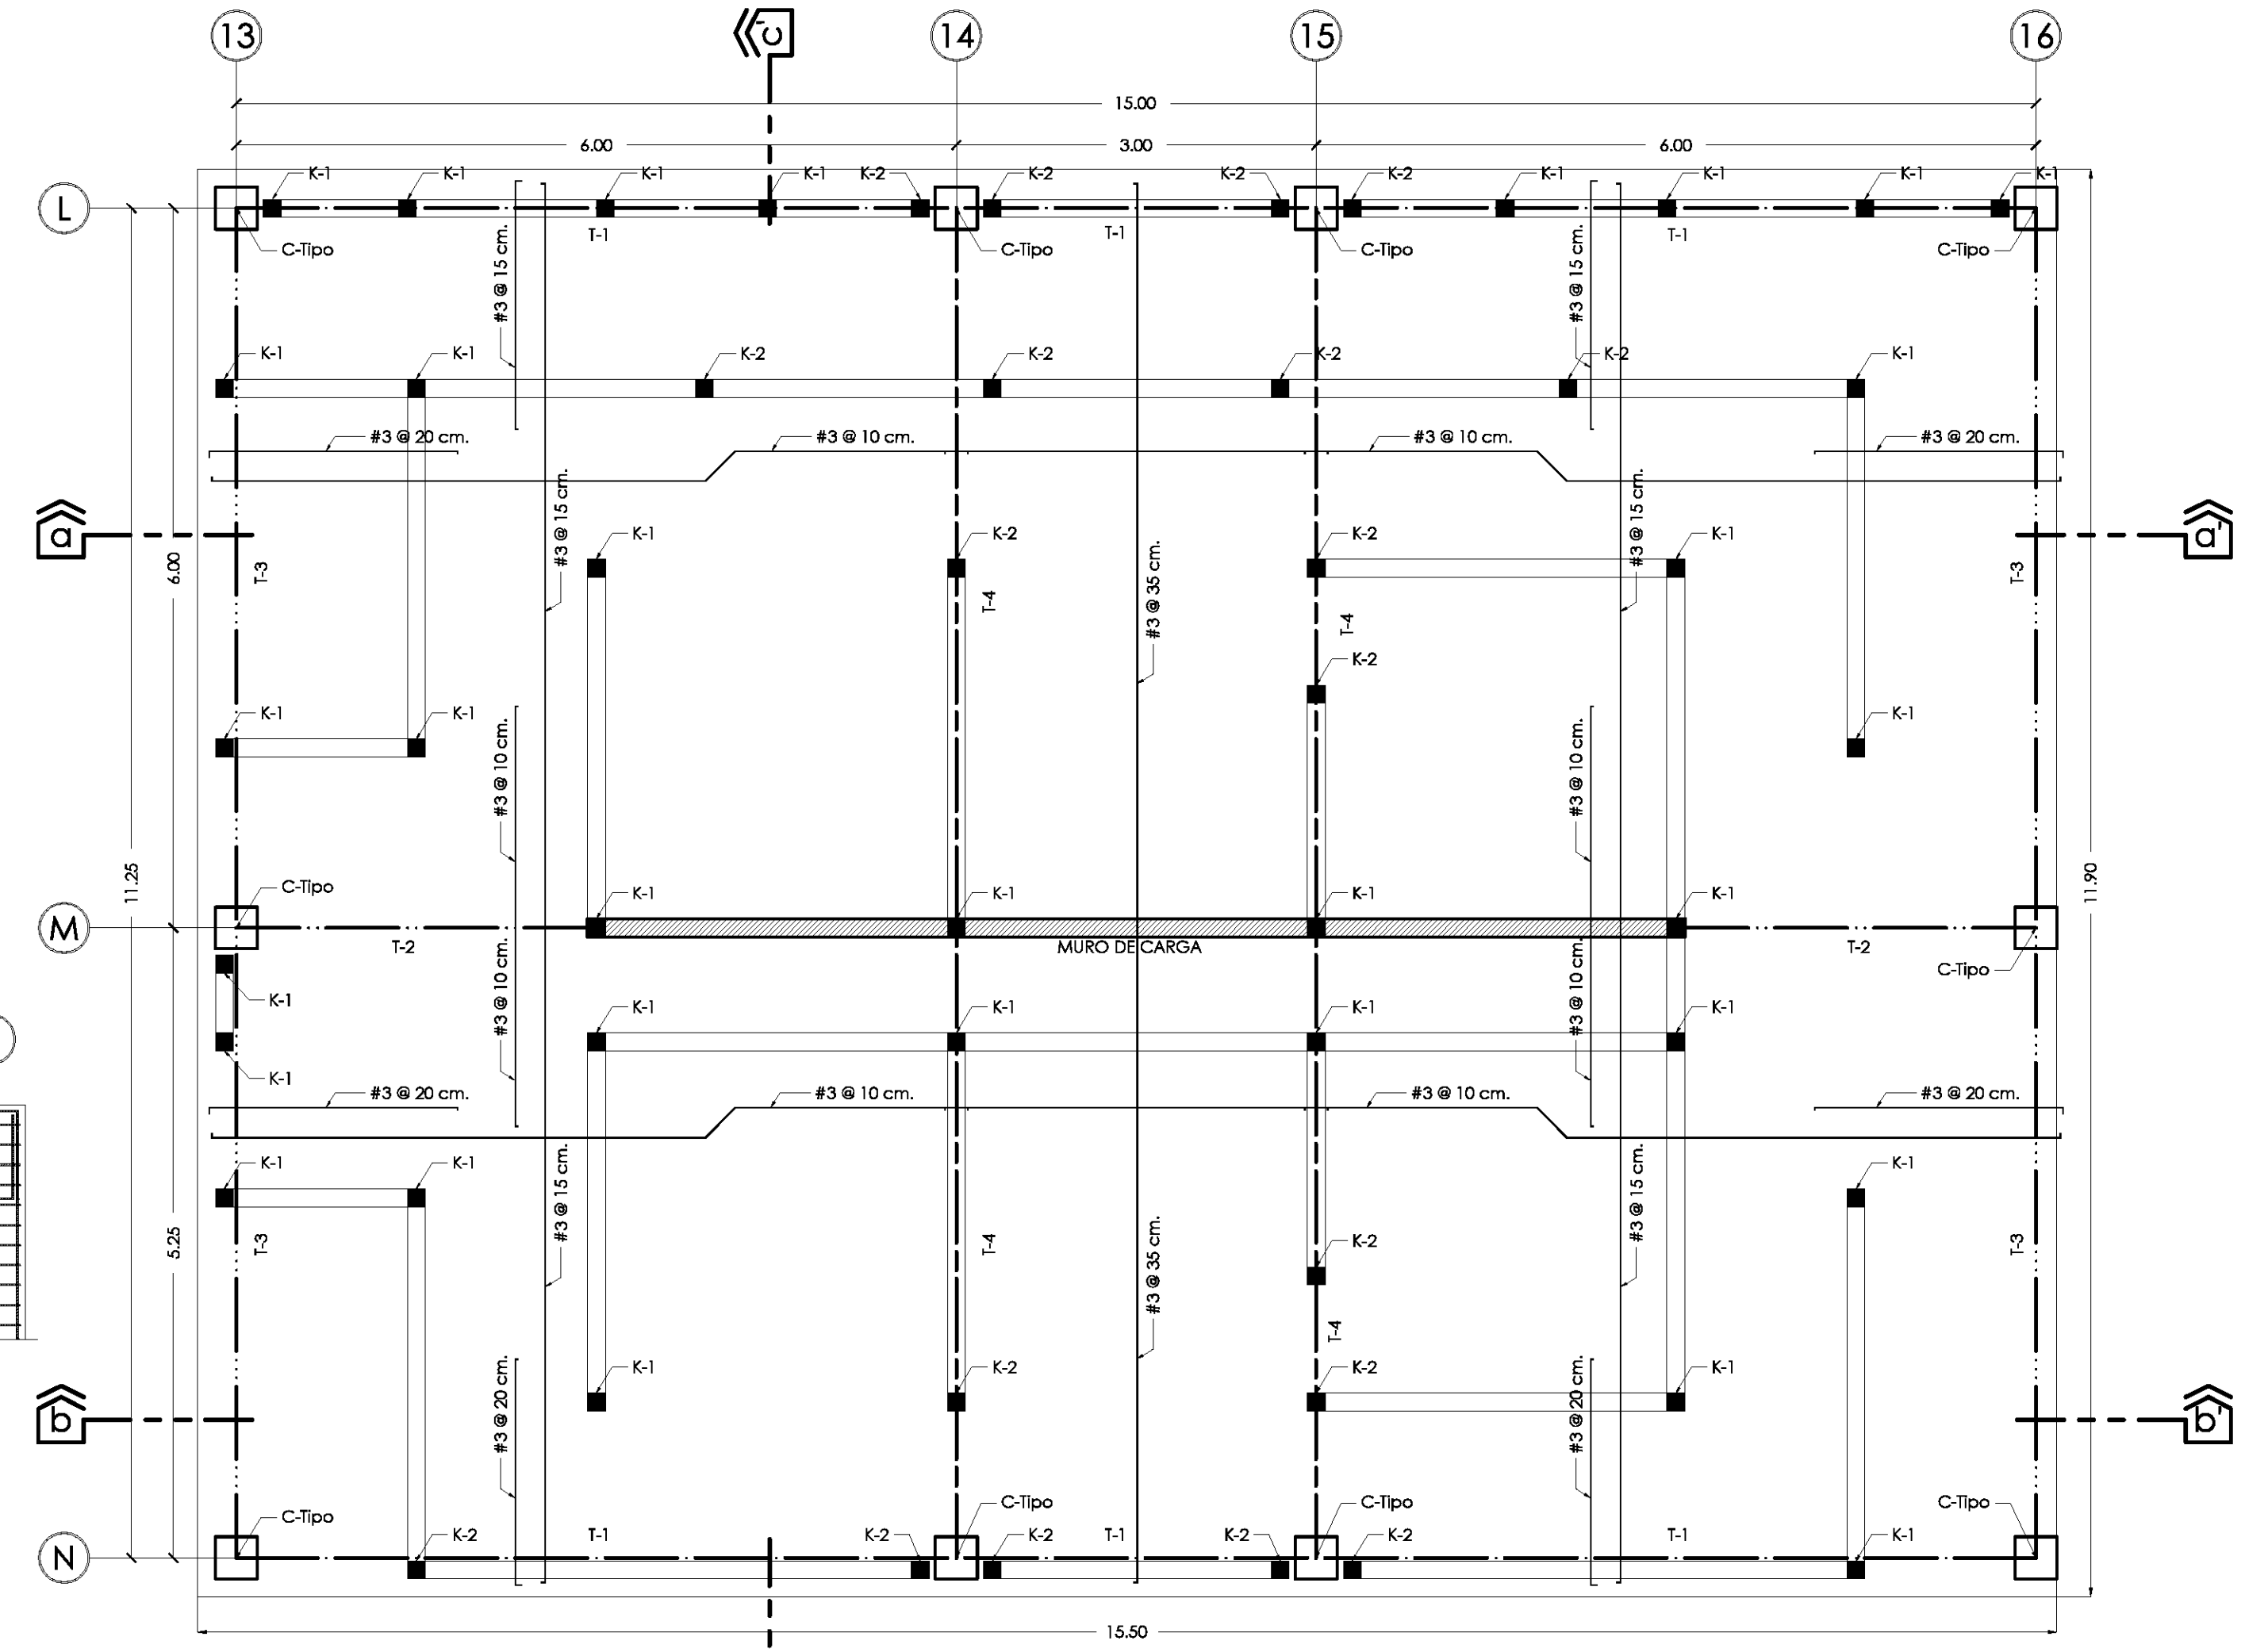 13
c'
14
15
16
15.00
6.00
3.00
6.00
K-1
K-1
K-1
K-1
K-2
K-2
K-2
K-2
K-1
K-1
K-1
K-1
L
T-1
T-1
T-1
C-Tipo
C-Tipo
C-Tipo
C-Tipo
#3 @ 15 cm.
#3 @ 15 cm.
K-1
K-1
K-2
K-2
K-2
K-2
K-1
#3 @ 20 cm.
#3 @ 10 cm.
#3 @ 10 cm.
#3 @ 20 cm.
#3 @ 15 cm.
#3 @ 15 cm.
a
a'
K-1
K-2
K-2
K-1
6.00
T-3
T-4
#3 @ 35 cm.
T-4
T-3
K-2
K-1
K-1
K-1
#3 @ 10 cm.
#3 @ 10 cm.
11.25
11.90
C-Tipo
K-1
K-1
K-1
K-1
M
T-2
MURO DE CARGA
T-2
C-Tipo
#3 @ 10 cm.
#3 @ 10 cm.
K-1
K-1
K-1
K-1
K-1
K-1
#3 @ 20 cm.
#3 @ 10 cm.
#3 @ 10 cm.
#3 @ 20 cm.
K-1
K-1
K-1
#3 @ 15 cm.
#3 @ 15 cm.
5.25
T-3
T-4
K-2
#3 @ 35 cm.
T-3
T-4
K-1
K-2
K-2
K-1
b
b'
#3 @ 20 cm.
#3 @ 20 cm.
C-Tipo
C-Tipo
C-Tipo
C-Tipo
K-2
T-1
K-2
K-2
T-1
K-2
K-2
T-1
K-1
N
15.50